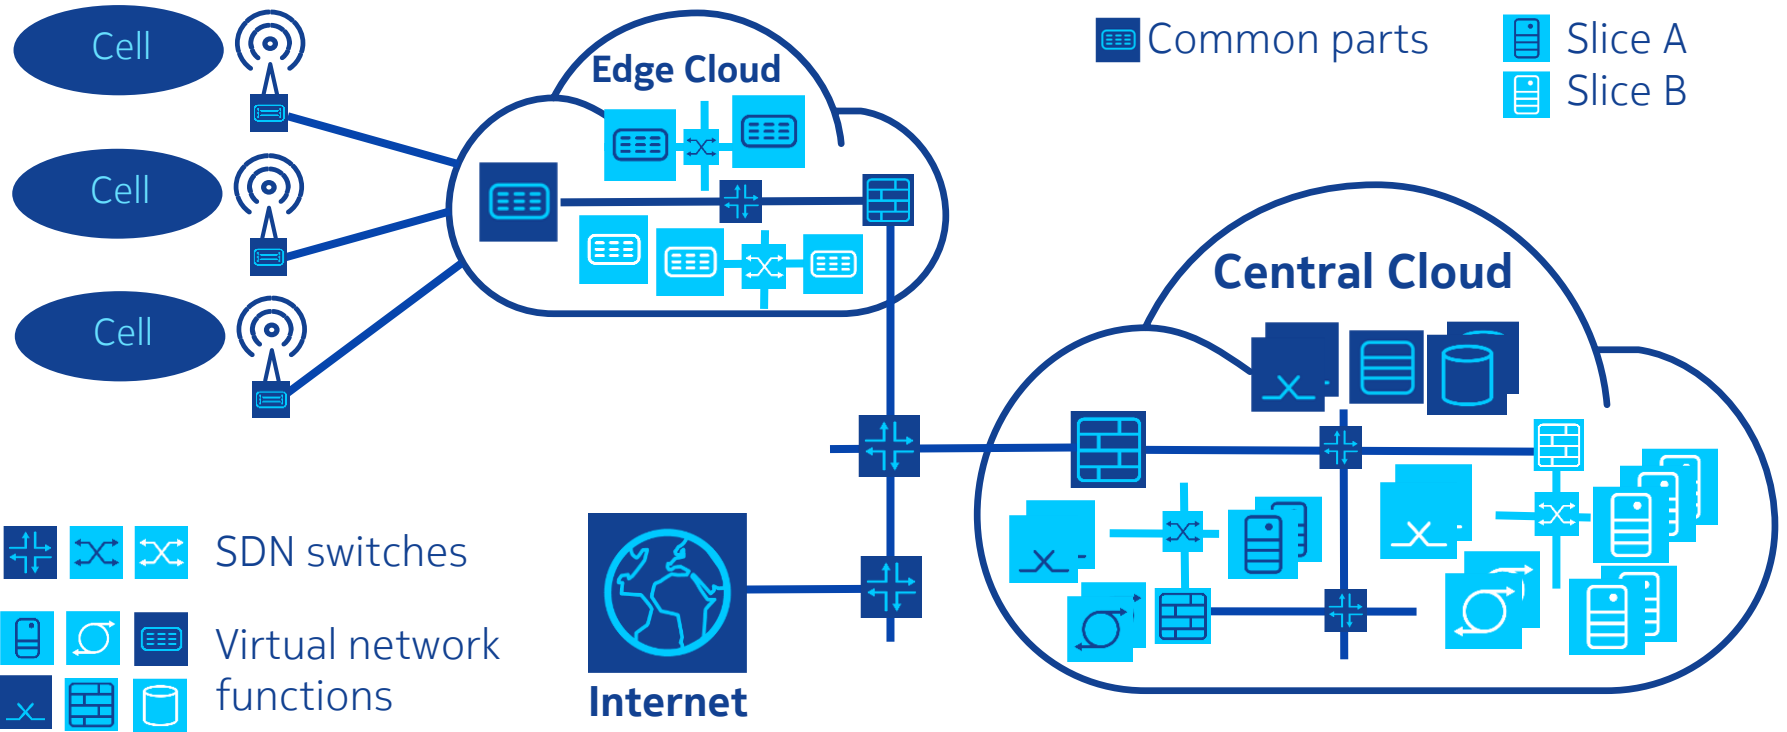 Cell
Edge Cloud
Common parts
Slice A
Slice B
Cell
Cell
Central Cloud
SDN switches
Virtual network
functions
Internet